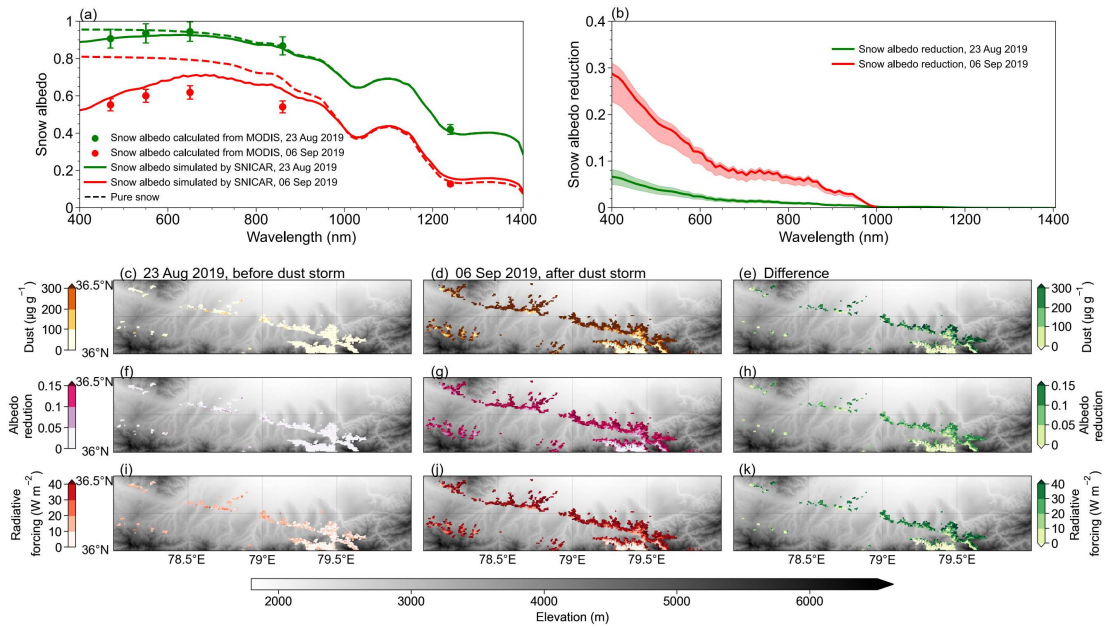 (a)
(b)
1
0.8
0.6
0.4
0.2
0
Snow albedo
Snow albedo calculated from MODIS, 23 Aug 2019
Snow albedo calculated from MODIS, 06 Sep 2019
Snow albedo simulated by SNICAR, 23 Aug 2019
Snow albedo simulated by SNICAR, 06 Sep 2019
Pure snow
400 600 800 1000 1200 1400
Wavelength (nm)
0.4
0.3
0.2
0.1
0
Snow albedo reduction
Snow albedo reduction, 23 Aug 2019
Snow albedo reduction, 06 Sep 2019
400 600 800 1000 1200 1400
Wavelength (nm)
(c) 23 Aug 2019, before dust storm
(d) 06 Sep 2019, after dust storm
(e) Difference
Dust (μg g⁻¹)
300
200
100
0
36.5°N
36°N
300
200
100
0
Dust (μg g⁻¹)
(f)
(g)
(h)
Albedo
redution
0.15
0.10
0.05
0
36.5°N
36°N
0.15
0.10
0.05
0
Albedo
reduction
(i)
(j)
(k)
Radiative
forcing (W m⁻²)
40
30
20
10
0
36.5°N
36°N
40
30
20
10
0
Radiative
forcing (W m⁻²)
78.5°E 79°E 79.5°E
78.5°E 79°E 79.5°E
78.5°E 79°E 79.5°E
2000 3000 4000 5000 6000
Elevation (m)